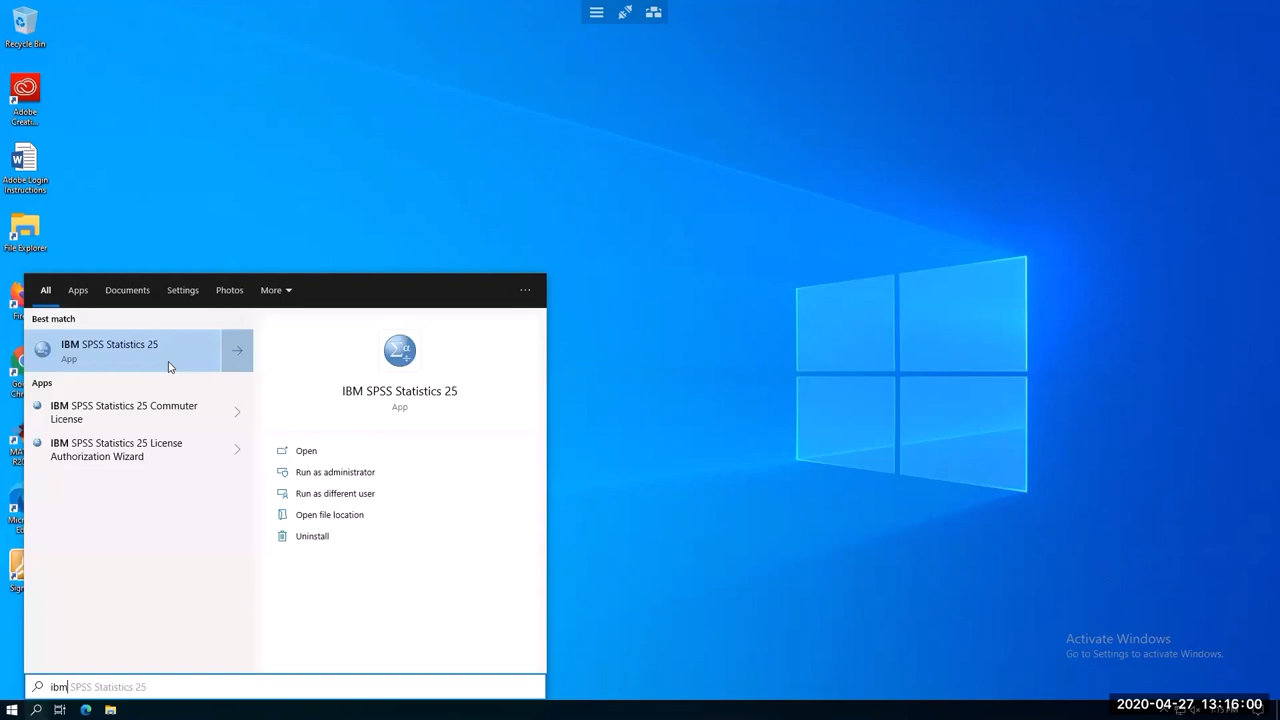 Recycle Bin
Adobe
Creati...
Adobe Login
Instructions
File Explorer
All Apps Documents Settings Photos More ...
Best match
IBM SPSS Statistics 25
App
Apps
IBM SPSS Statistics 25 Commuter
License
IBM SPSS Statistics 25 License
Authorization Wizard
IBM SPSS Statistics 25
App
Open
Run as administrator
Run as different user
Open file location
Uninstall
ibm SPSS Statistics 25
Activate Windows
Go to Settings to activate Windows.
2020-04-27 13:16:00